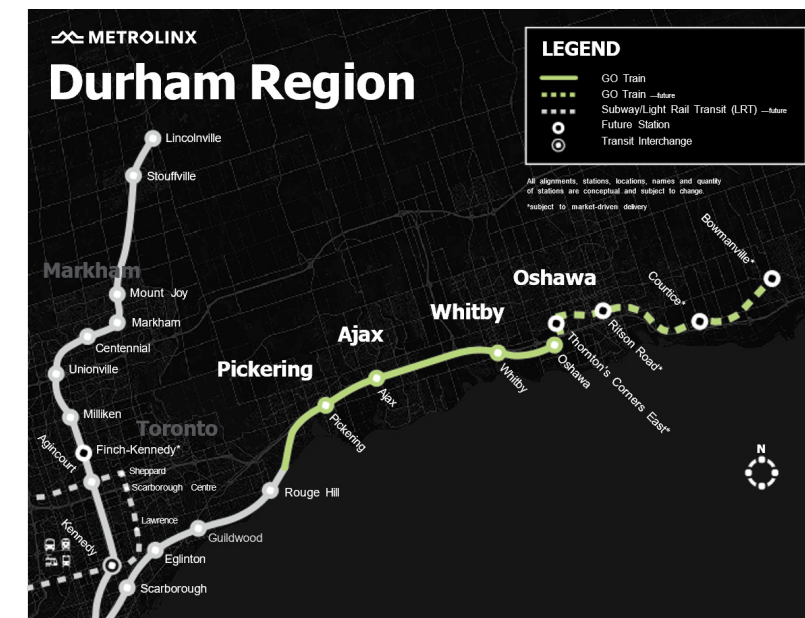 METROLINX
Durham Region
LEGEND
GO Train
GO Train —future
Subway/Light Rail Transit (LRT) —future
Future Station
Transit Interchange
All alignments, stations, locations, names and quantity
of stations are conceptual and subject to change.
*subject to market-driven delivery
Lincolnville
Stouffville
Markham
Mount Joy
Markham
Centennial
Unionville
Milliken
Toronto
Agincourt
Finch-Kennedy*
Sheppard
Scarborough Centre
Lawrence
Kennedy
Eglinton
Scarborough
Guildwood
Rouge Hill
Pickering
Pickering
Ajax
Ajax
Whitby
Whitby
Oshawa
Oshawa
Thornton's Corners East*
Ritson Road*
Courtice*
Bowmanville*
N